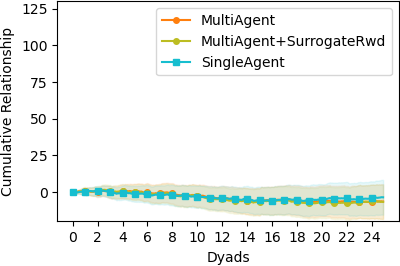 MultiAgent
MultiAgent+SurrogateRwd
SingleAgent
Cumulative Relationship
125
100
75
50
25
0
0 2 4 6 8 10 12 14 16 18 20 22 24
Dyads